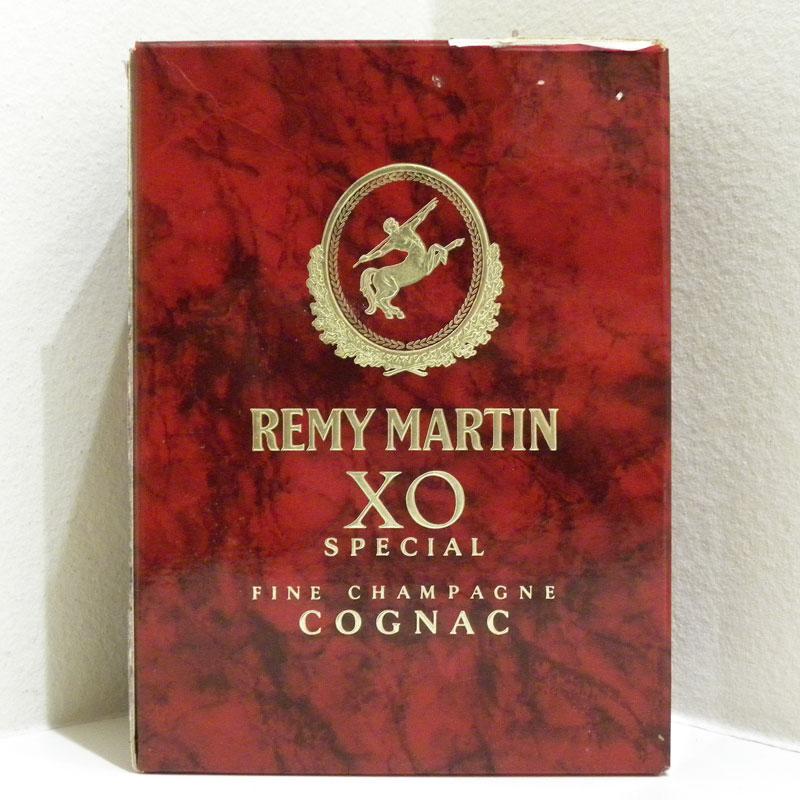 REMY MARTIN
XO
SPECIAL
FINE CHAMPAGNE
COGNAC